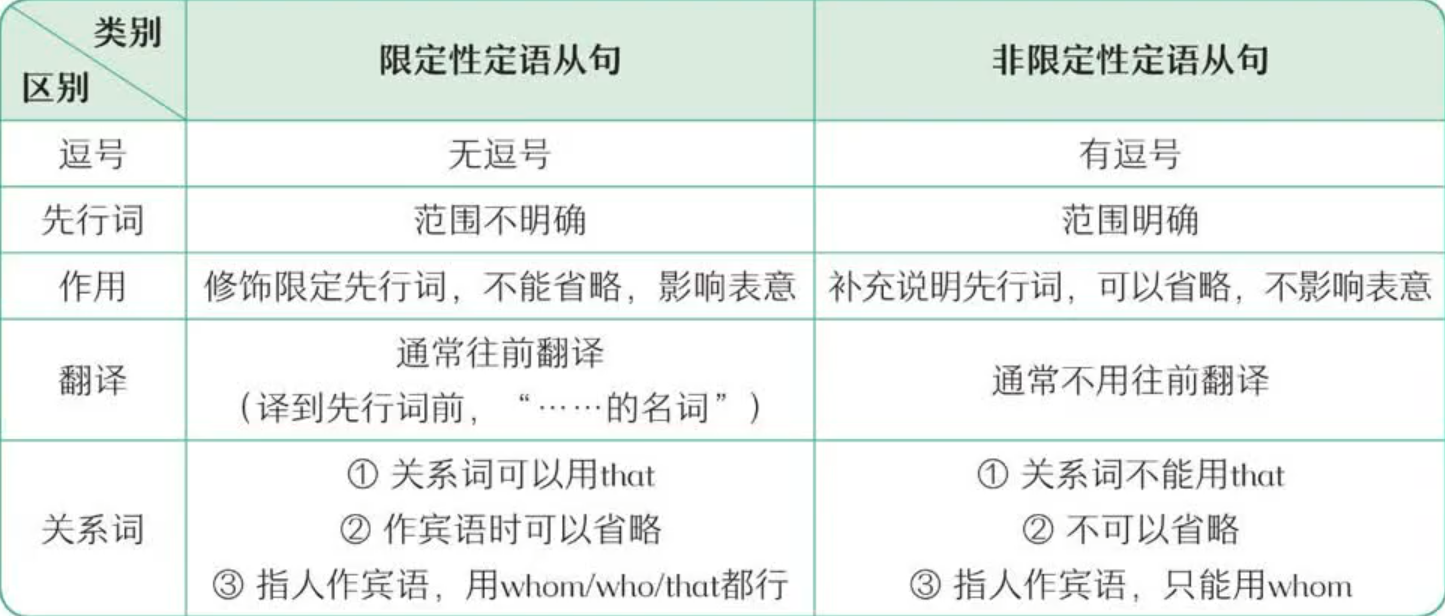 类别
区别
限定性定语从句
非限定性定语从句
逗号
无逗号
有逗号
先行词
范围不明确
范围明确
作用
修饰限定先行词，不能省略，影响表意
补充说明先行词，可以省略，不影响表意
翻译
通常往前翻译
（译到先行词前，“……的名词”）
通常不用往前翻译
关系词
① 关系词可以用that
② 作宾语时可以省略
③ 指人作宾语，用whom/who/that都行
① 关系词不能用that
② 不可以省略
③ 指人作宾语，只能用whom